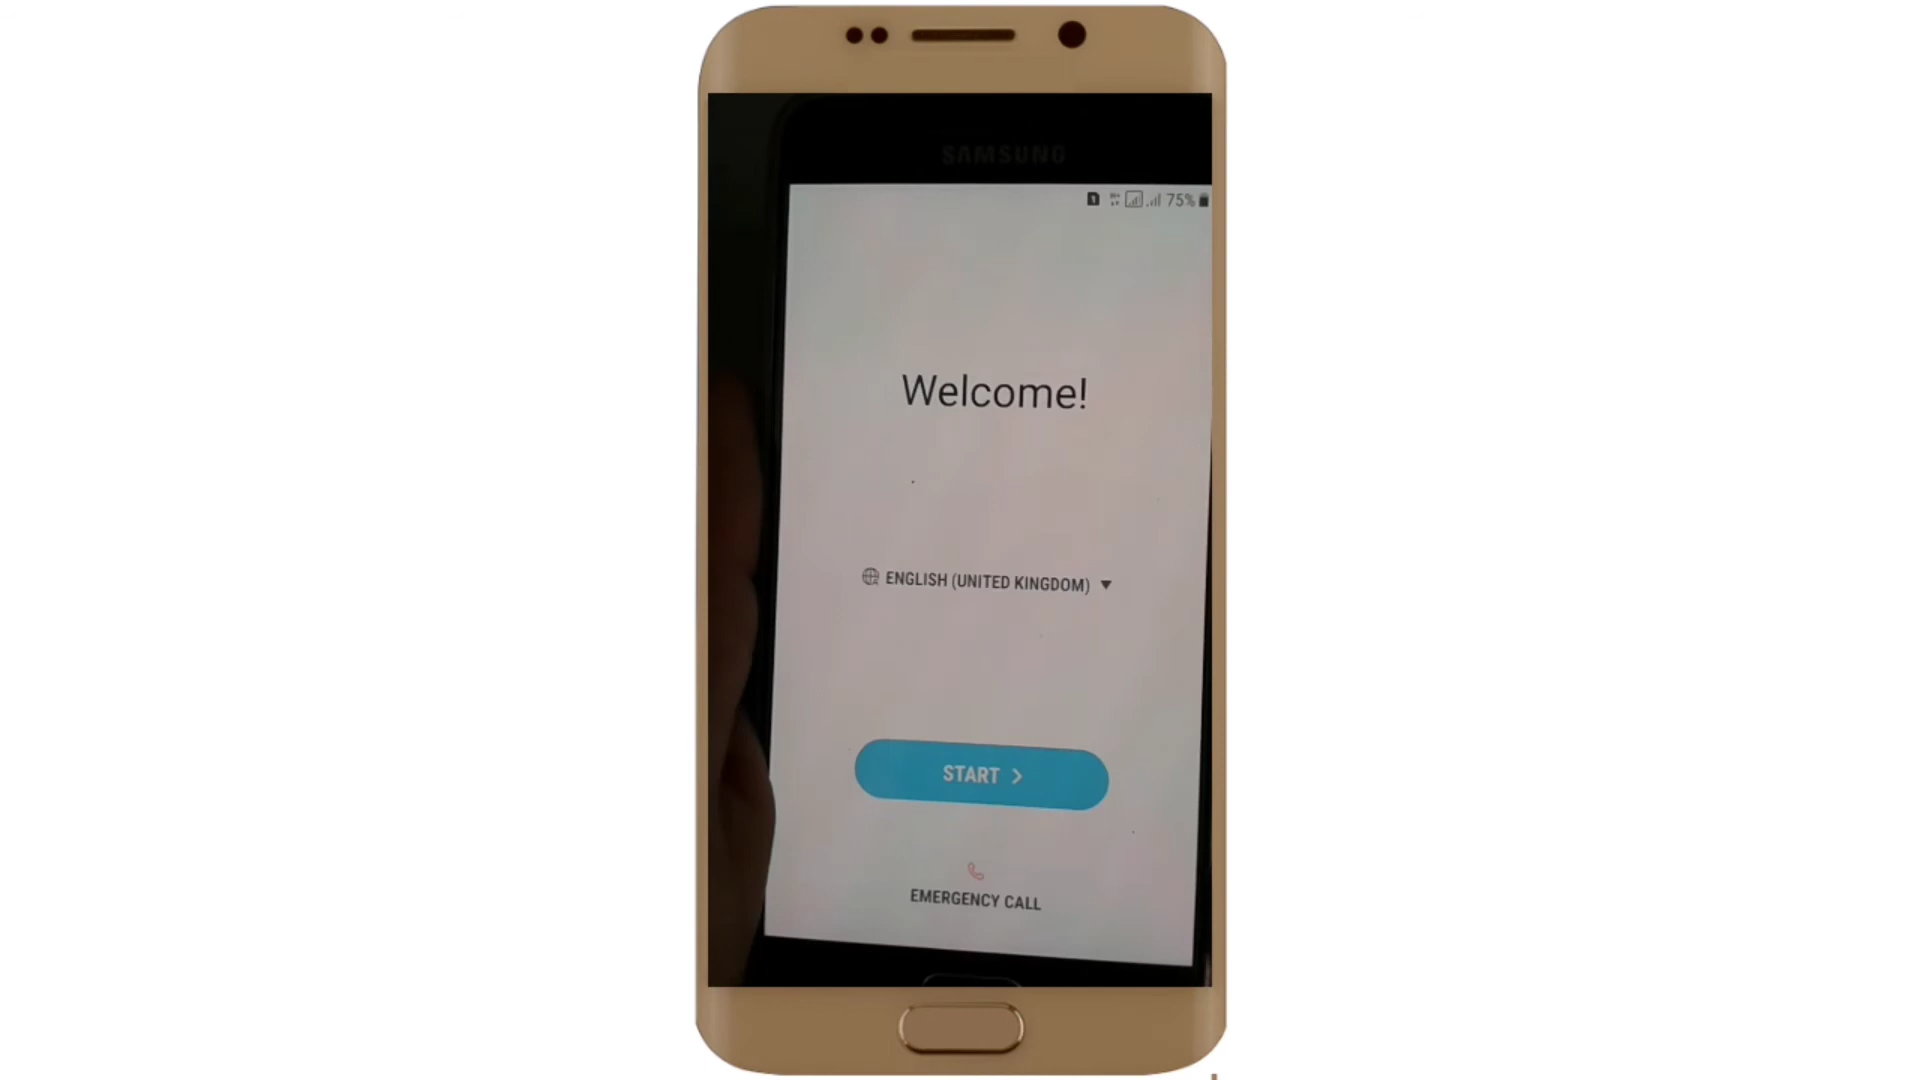 SAMSUNG
75%
Welcome!
ENGLISH (UNITED KINGDOM)
START
EMERGENCY CALL